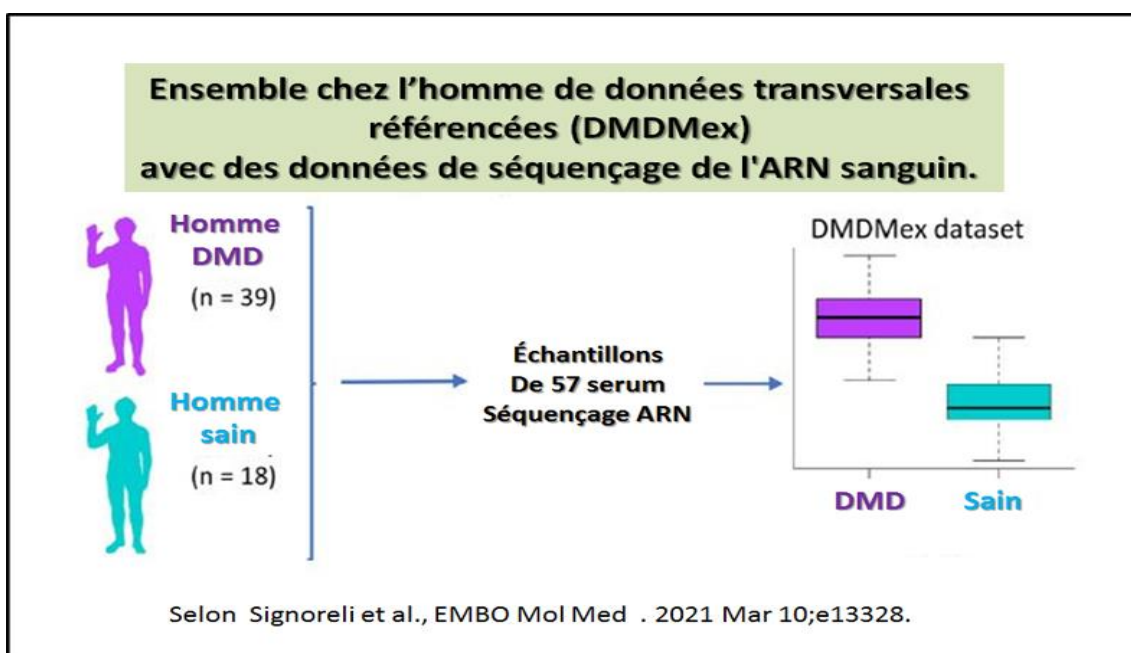 Ensemble chez l’homme de données transversales
référencées (DMDMex)
avec des données de séquençage de l'ARN sanguin.
Homme
DMD
(n = 39)
Homme
sain
(n = 18)
Échantillons
De 57 serum
Séquençage ARN
DMDMex dataset
DMD
Sain
Selon Signoreli et al., EMBO Mol Med . 2021 Mar 10;e13328.